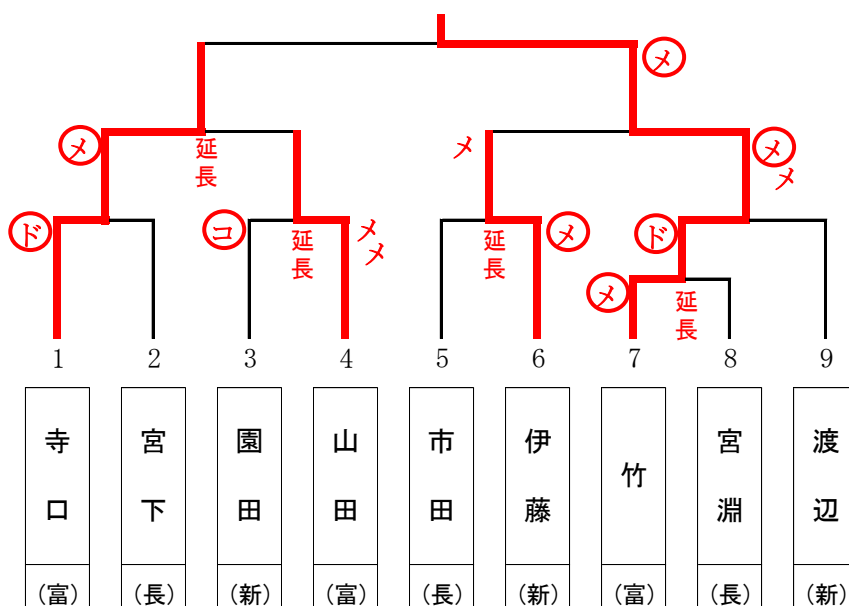 メ
メ
延長
メ
メ
メ
ド
コ
延長
メメ
延長
メ
ド
メ
延長
1 2 3 4 5 6 7 8 9
寺口 宮下 園田 山田 市田 伊藤 竹 宮淵 渡辺
(富) (長) (新) (富) (長) (新) (富) (長) (新)